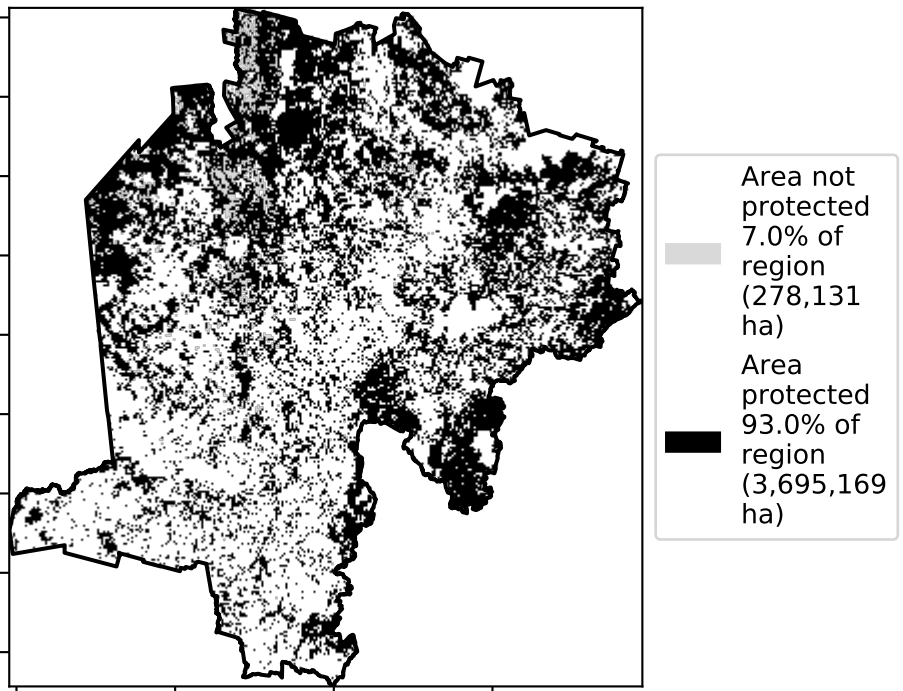 Area not
protected
7.0% of
region
(278,131
ha)
Area
protected
93.0% of
region
(3,695,169
ha)